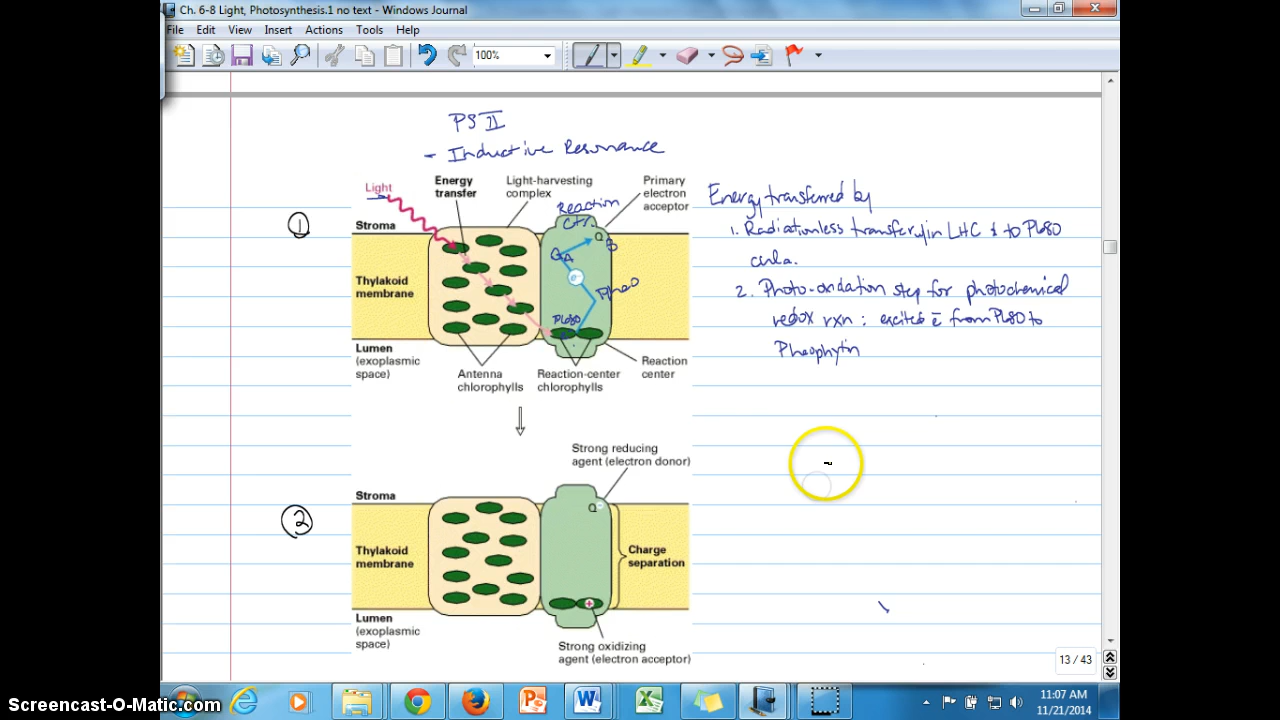 Ch. 6-8 Light, Photosynthesis.1 no text - Windows Journal
File Edit View Insert Actions Tools Help
100%
PS II
- Inductive Resonance
Light
Energy transfer
Light-harvesting complex
Primary electron acceptor
Reaction
Ctr
Stroma
QA
QB
e-
Pheo
P680
Thylakoid membrane
Lumen (exoplasmic space)
Antenna chlorophylls
Reaction-center chlorophylls
Reaction center
1
Energy transferred by
1. Radiationless transfer in LHC & to P680
chla.
2. Photo-oxidation step for photochemical
redox rxn : excited e from P680 to
Pheophytin
Strong reducing agent (electron donor)
2
Stroma
Q-
Thylakoid membrane
Charge separation
+
Lumen (exoplasmic space)
Strong oxidizing agent (electron acceptor)
13 / 43
Screencast-O-Matic.com
11:07 AM
11/21/2014